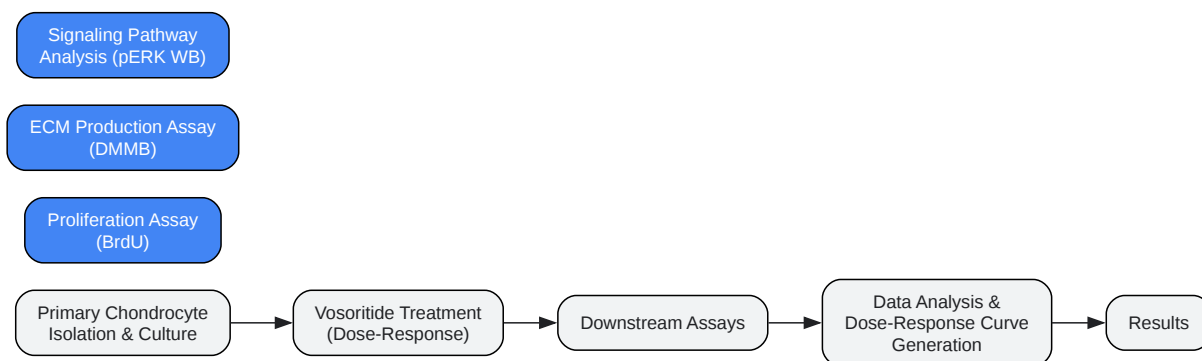 Signaling Pathway
Analysis (pERK WB)
ECM Production Assay
(DMMB)
Proliferation Assay
(BrdU)
Primary Chondrocyte
Isolation & Culture
Vosoritide Treatment
(Dose-Response)
Downstream Assays
Data Analysis &
Dose-Response Curve
Generation
Results